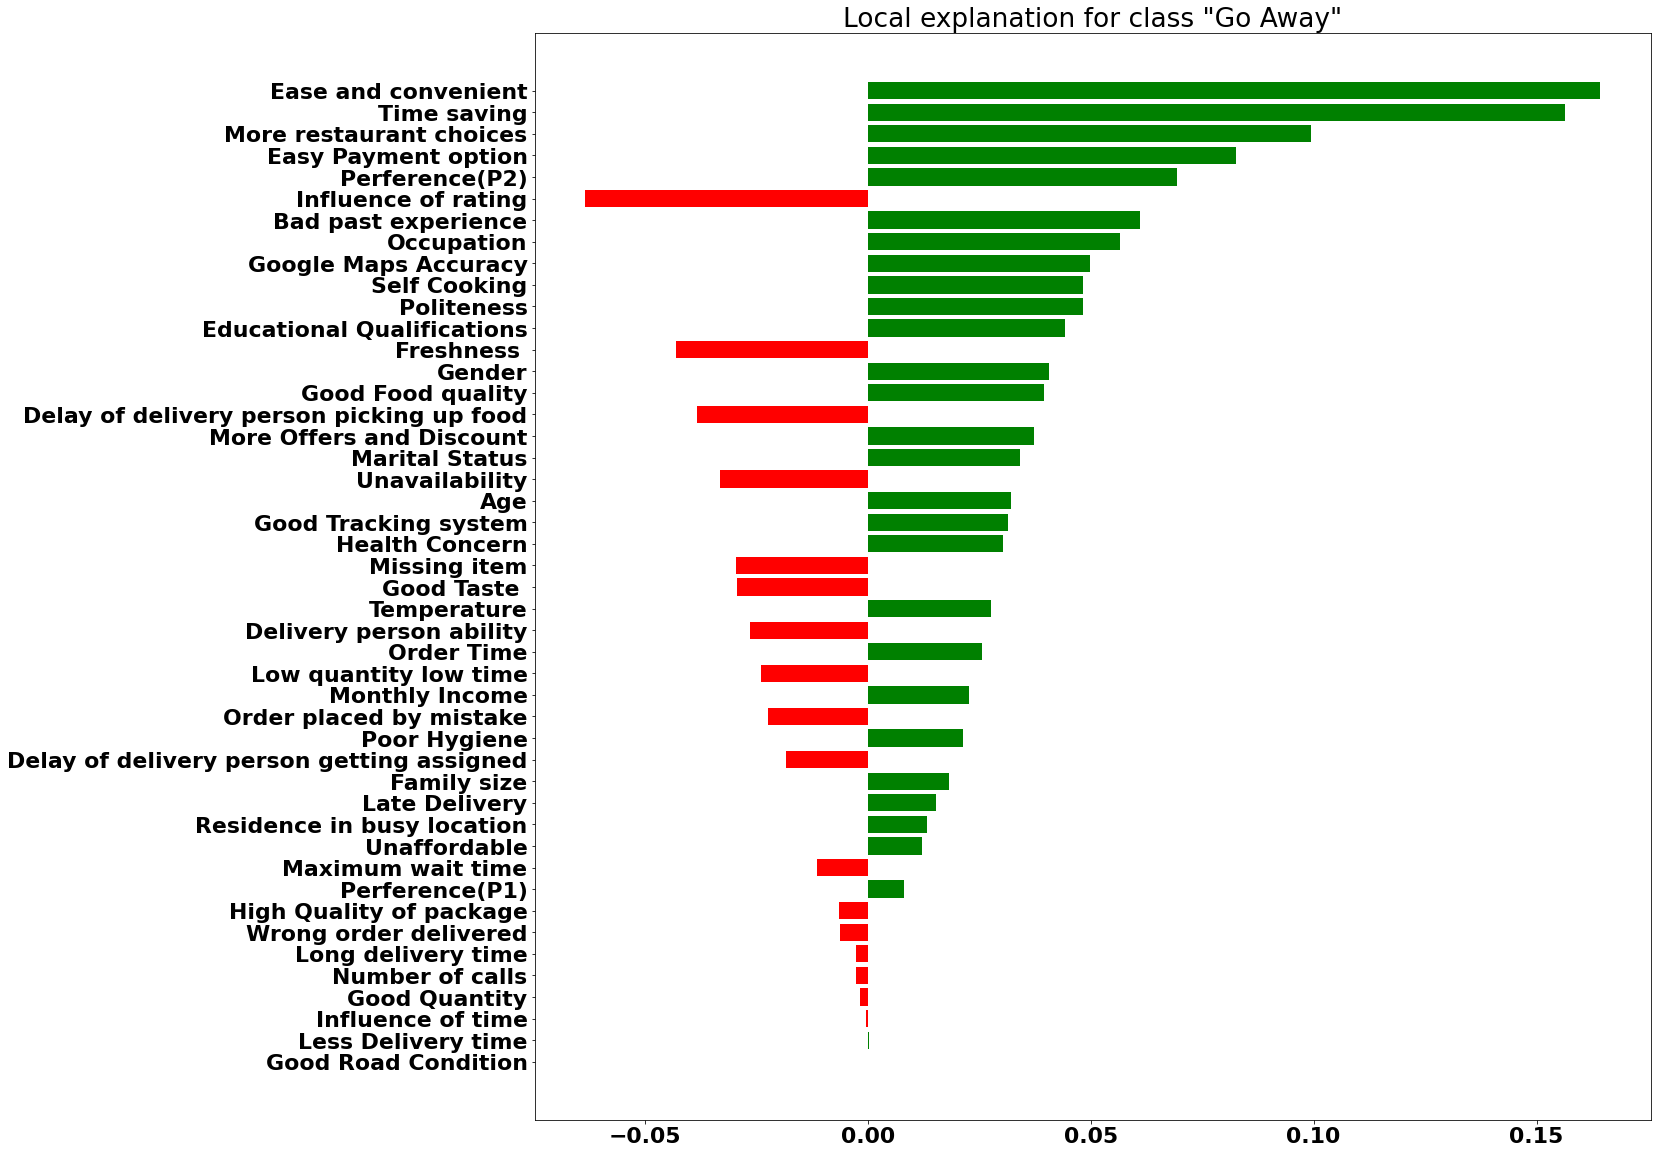 Local explanation for class "Go Away"
Ease and convenient
Time saving
More restaurant choices
Easy Payment option
Perference(P2)
Influence of rating
Bad past experience
Occupation
Google Maps Accuracy
Self Cooking
Politeness
Educational Qualifications
Freshness
Gender
Good Food quality
Delay of delivery person picking up food
More Offers and Discount
Marital Status
Unavailability
Age
Good Tracking system
Health Concern
Missing item
Good Taste
Temperature
Delivery person ability
Order Time
Low quantity low time
Monthly Income
Order placed by mistake
Poor Hygiene
Delay of delivery person getting assigned
Family size
Late Delivery
Residence in busy location
Unaffordable
Maximum wait time
Perference(P1)
High Quality of package
Wrong order delivered
Long delivery time
Number of calls
Good Quantity
Influence of time
Less Delivery time
Good Road Condition
−0.05 0.00 0.05 0.10 0.15